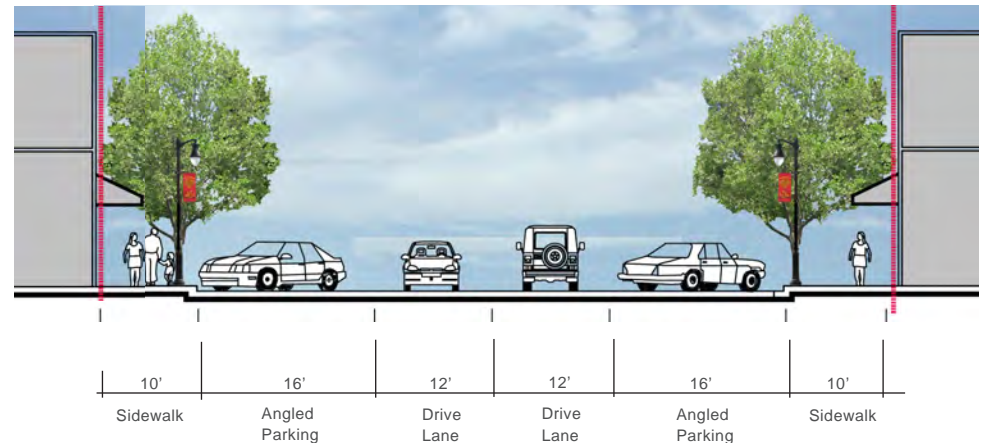 10’ 16’ 12’ 12’ 16’ 10’
Sidewalk Angled Drive Drive Angled Sidewalk
Parking Lane Lane Parking